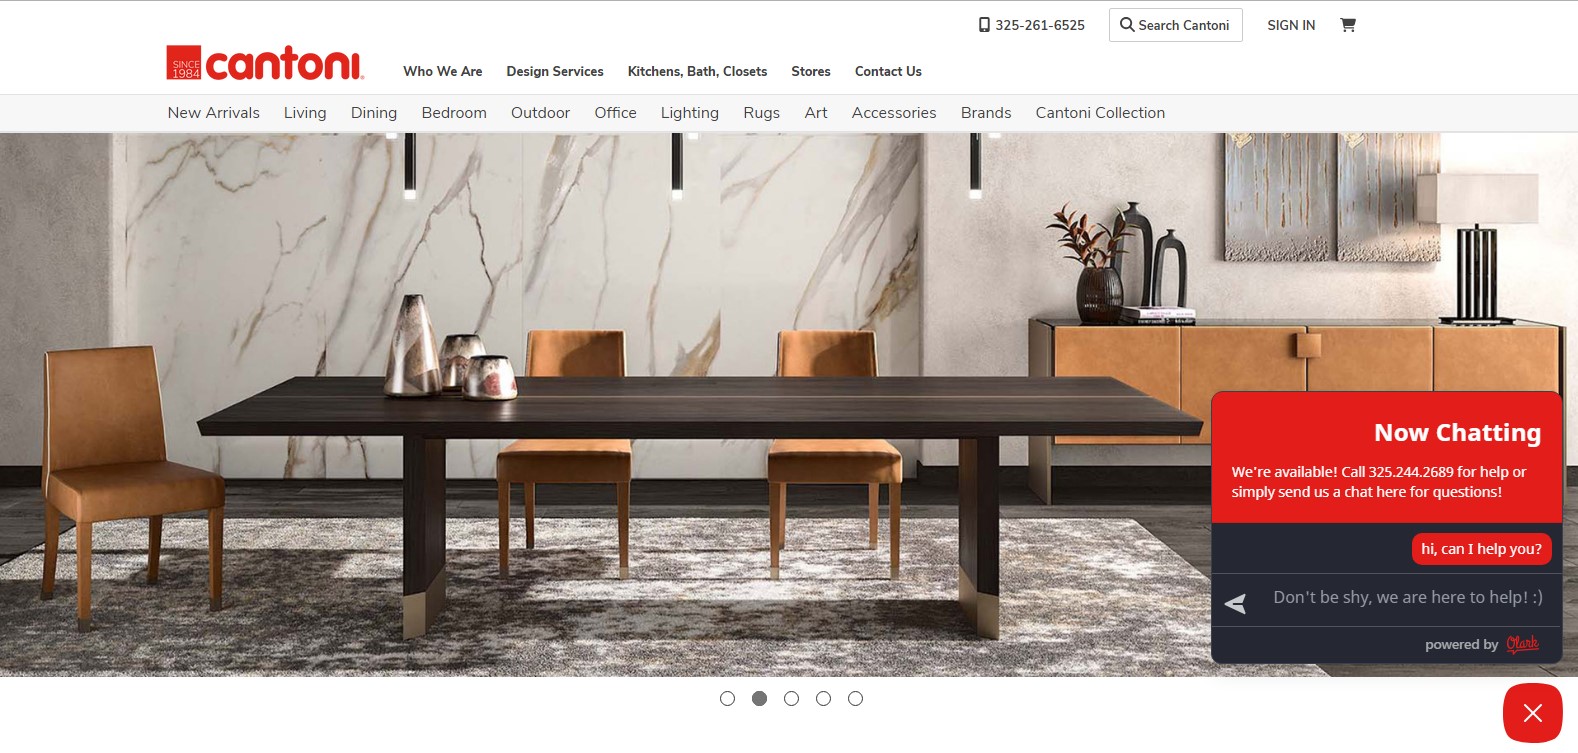 325-261-6525
Search Cantoni
SIGN IN
SINCE
1984
cantoni
Who We Are
Design Services
Kitchens, Bath, Closets
Stores
Contact Us
New Arrivals
Living
Dining
Bedroom
Outdoor
Office
Lighting
Rugs
Art
Accessories
Brands
Cantoni Collection
Now Chatting
We're available! Call 325.244.2689 for help or
simply send us a chat here for questions!
hi, can I help you?
Don't be shy, we are here to help! :)
powered by Olark